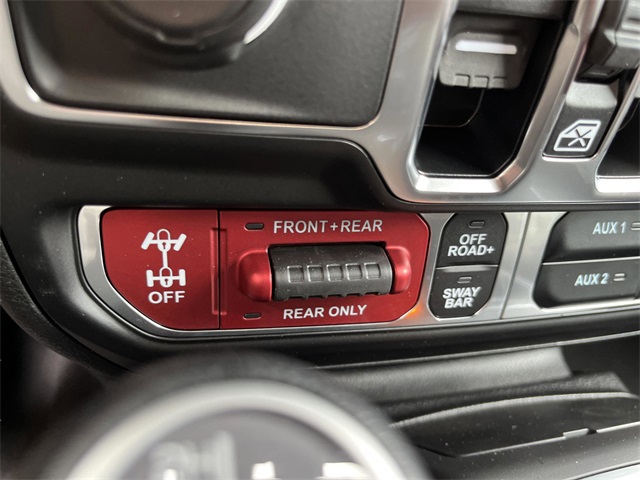 FRONT+REAR
OFF
REAR ONLY
OFF
ROAD+
SWAY
BAR
AUX 1
AUX 2